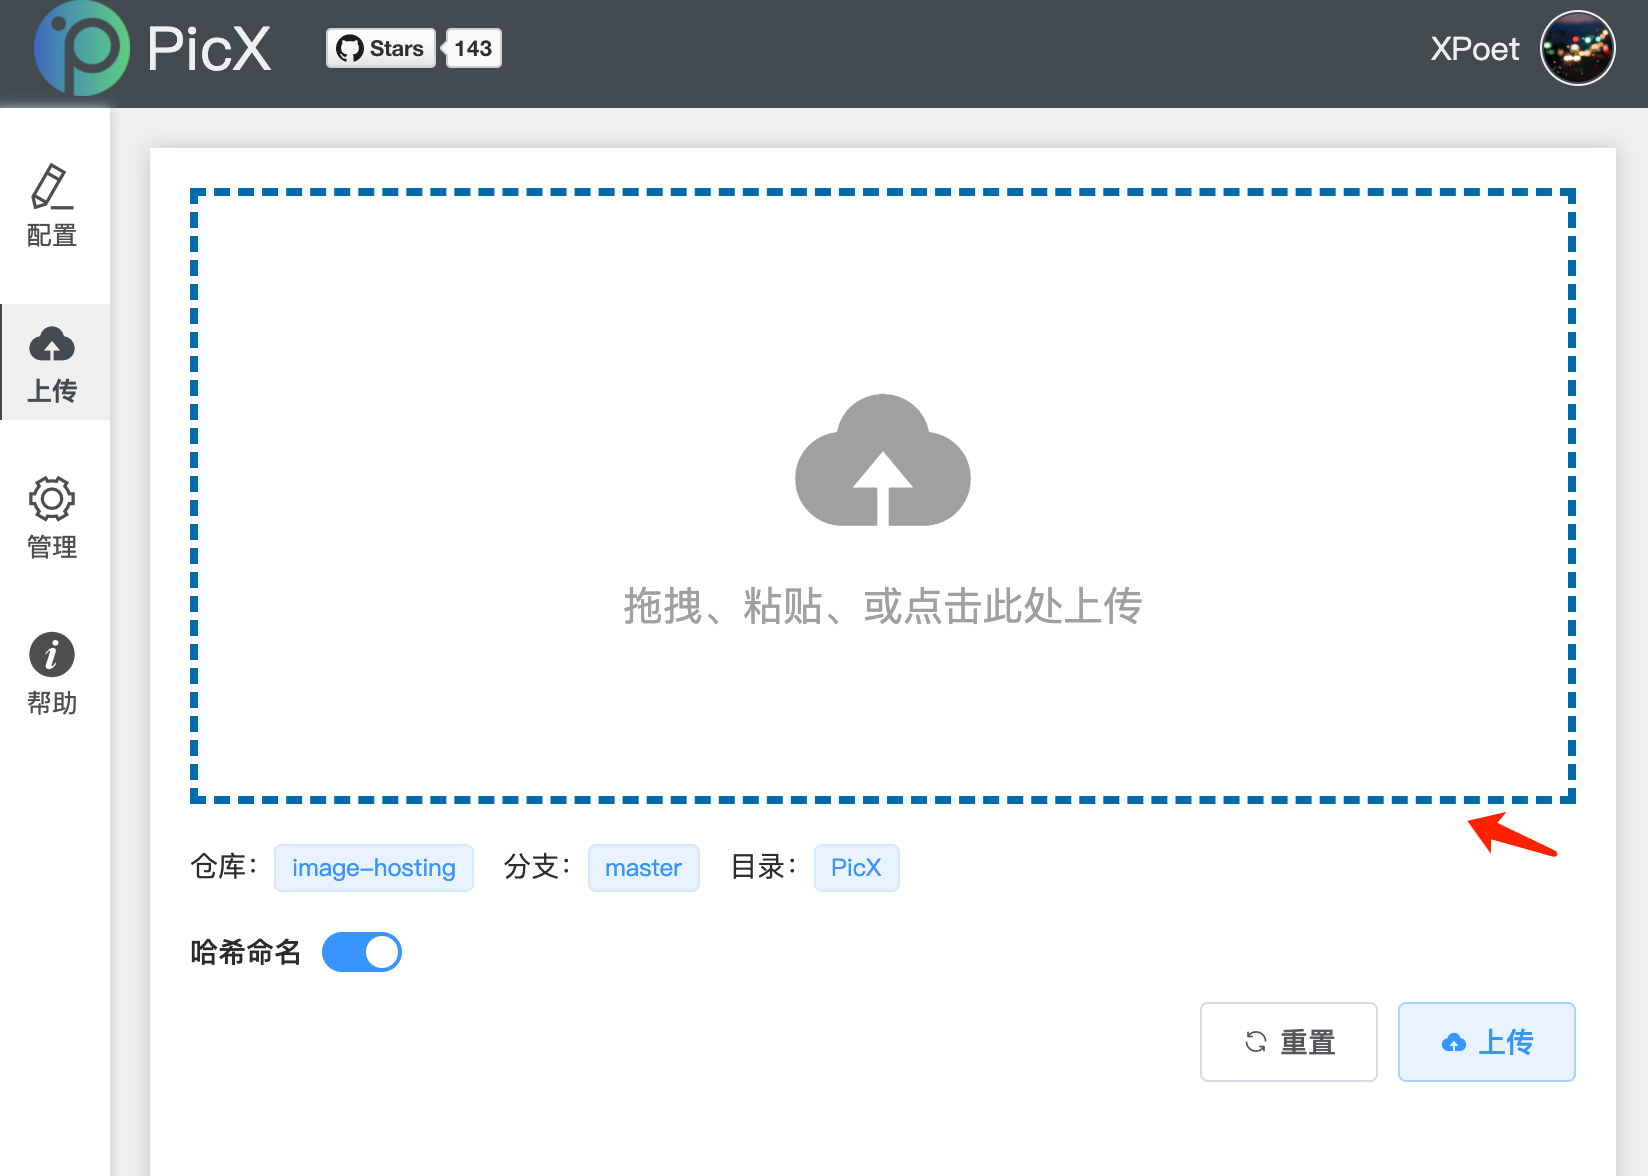 PicX
Stars 143
XPoet
配置
上传
管理
帮助
拖拽、粘贴、或点击此处上传
仓库： image-hosting 分支： master 目录： PicX
哈希命名
重置 上传